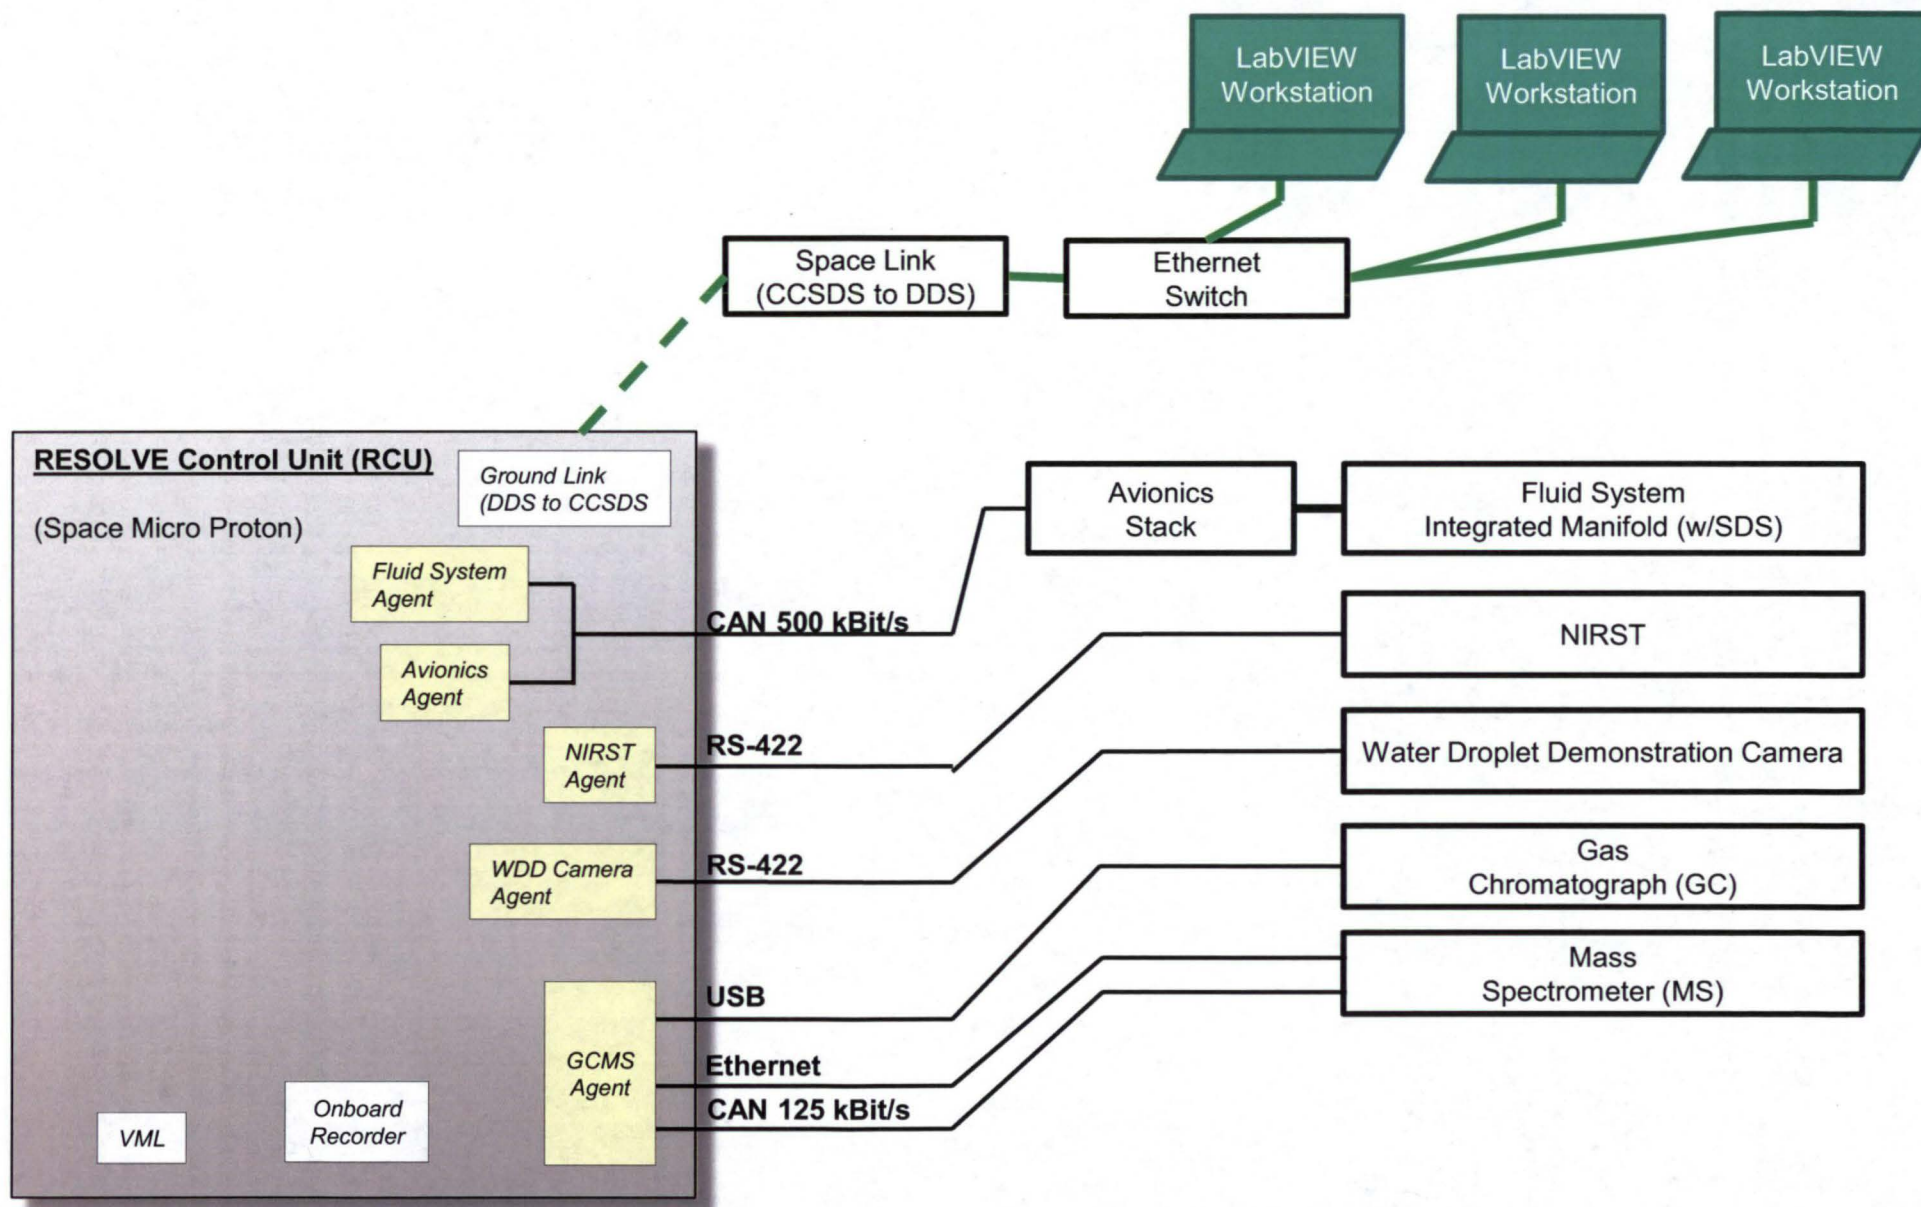 LabVIEW
Workstation
LabVIEW
Workstation
LabVIEW
Workstation
Space Link
(CCSDS to DDS)
Ethernet
Switch
RESOLVE Control Unit (RCU)
(Space Micro Proton)
Ground Link
(DDS to CCSDS
Fluid System
Agent
Avionics
Agent
NIRST
Agent
WDD Camera
Agent
GCMS
Agent
VML
Onboard
Recorder
CAN 500 kBit/s
RS-422
RS-422
USB
Ethernet
CAN 125 kBit/s
Avionics
Stack
Fluid System
Integrated Manifold (w/SDS)
NIRST
Water Droplet Demonstration Camera
Gas
Chromatograph (GC)
Mass
Spectrometer (MS)